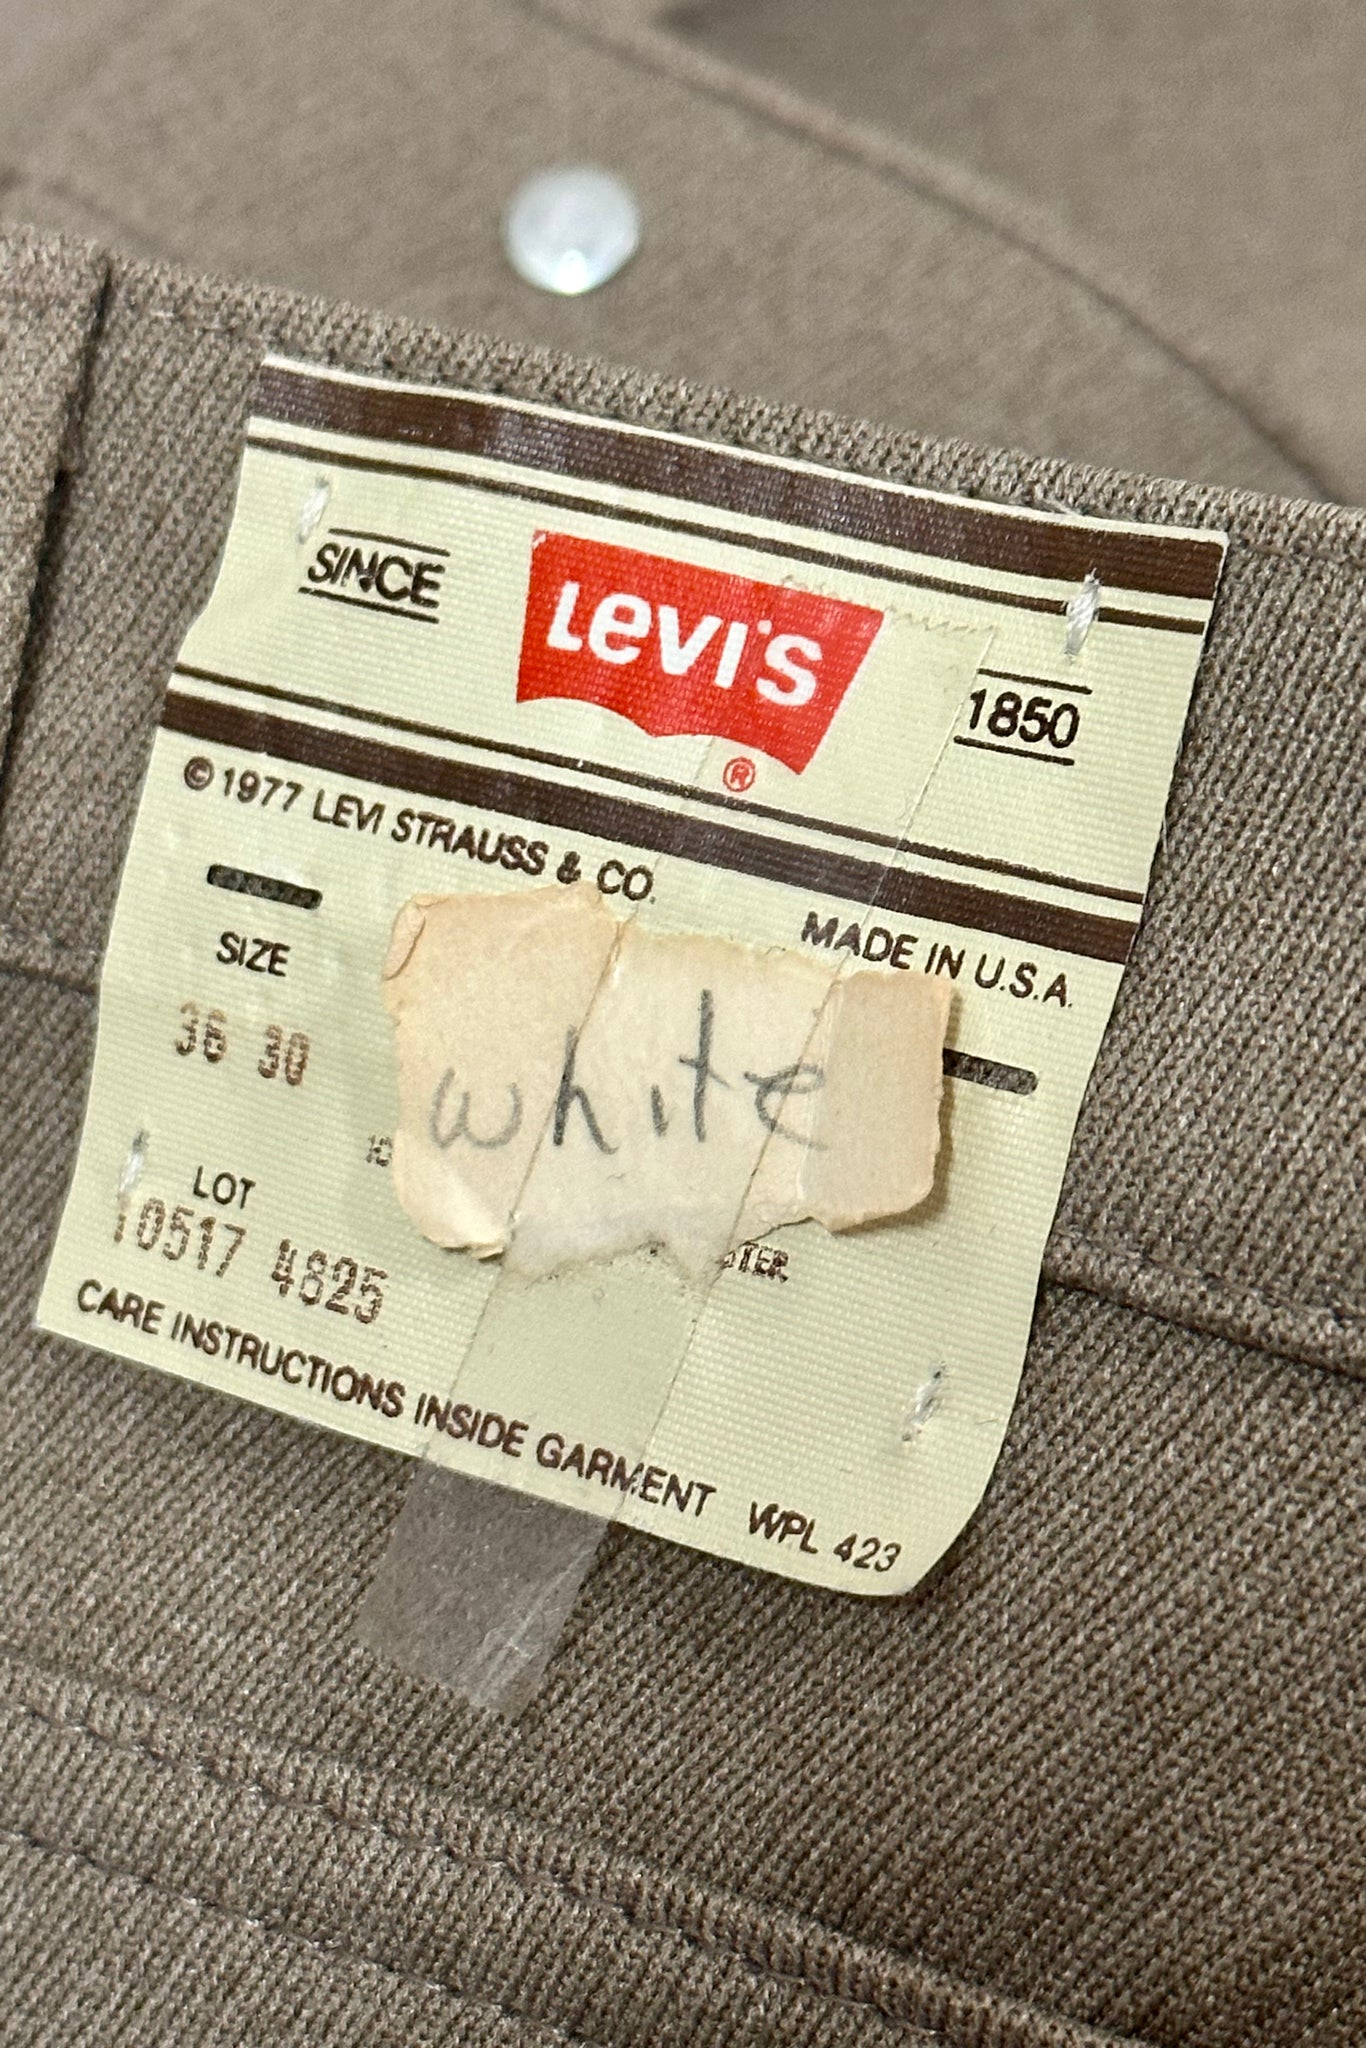 SINCE LEVI'S ® 1850
© 1977 LEVI STRAUSS & CO.
MADE IN U.S.A.
SIZE
36 30
white
LOT
10517 4825
CARE INSTRUCTIONS INSIDE GARMENT WPL 423